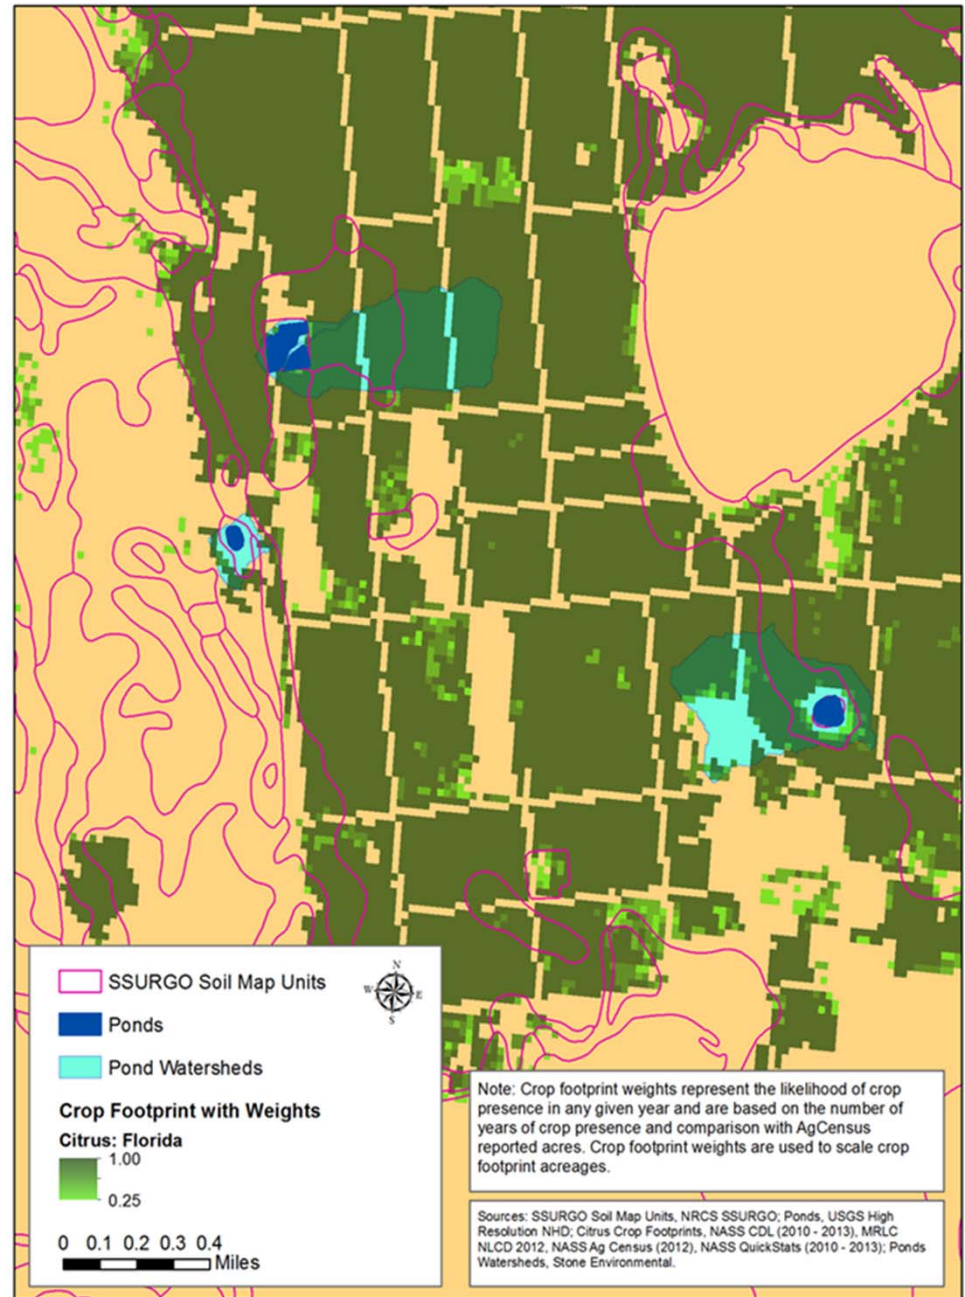 SSURGO Soil Map Units
N
W
E
S
Ponds
Pond Watersheds
Crop Footprint with Weights
Citrus: Florida
1.00
0.25
0 0.1 0.2 0.3 0.4
Miles
Note: Crop footprint weights represent the likelihood of crop
presence in any given year and are based on the number of
years of crop presence and comparison with AgCensus
reported acres. Crop footprint weights are used to scale crop
footprint acreages.
Sources: SSURGO Soil Map Units, NRCS SSURGO; Ponds, USGS High
Resolution NHD; Citrus Crop Footprints, NASS CDL (2010 - 2013), MRLC
NLCD 2012, NASS Ag Census (2012), NASS QuickStats (2010 - 2013); Ponds
Watersheds, Stone Environmental.